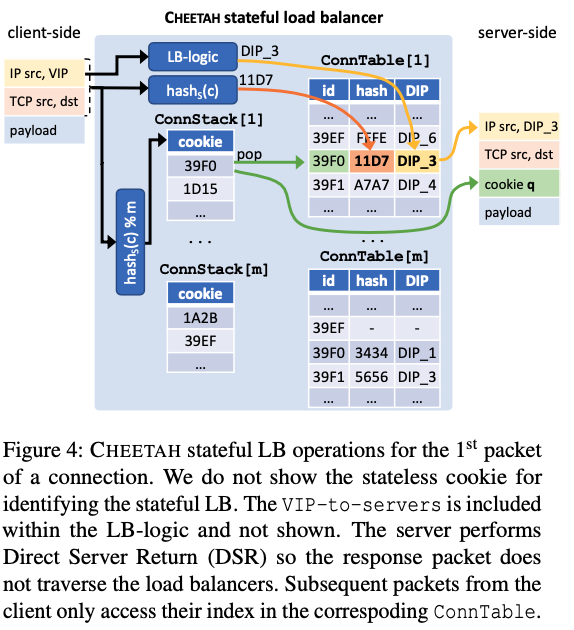 CHEETAH stateful load balancer
client-side
server-side
IP src, VIP
TCP src, dst
payload
LB-logic
DIP_3
hashS(c)
11D7
hashS(c) % m
ConnStack[1]
cookie
39F0
1D15
...
pop
...
ConnStack[m]
cookie
1A2B
39EF
...
ConnTable[1]
id hash DIP
... ... ...
39EF FFFE DIP_6
39F0 11D7 DIP_3
39F1 A7A7 DIP_4
... ... ...
...
ConnTable[m]
id hash DIP
... ... ...
39EF - -
39F0 3434 DIP_1
39F1 5656 DIP_3
... ... ...
IP src, DIP_3
TCP src, dst
cookie q
payload
Figure 4: CHEETAH stateful LB operations for the 1st packet
of a connection. We do not show the stateless cookie for
identifying the stateful LB. The VIP-to-servers is included
within the LB-logic and not shown. The server performs
Direct Server Return (DSR) so the response packet does
not traverse the load balancers. Subsequent packets from the
client only access their index in the correspoding ConnTable.